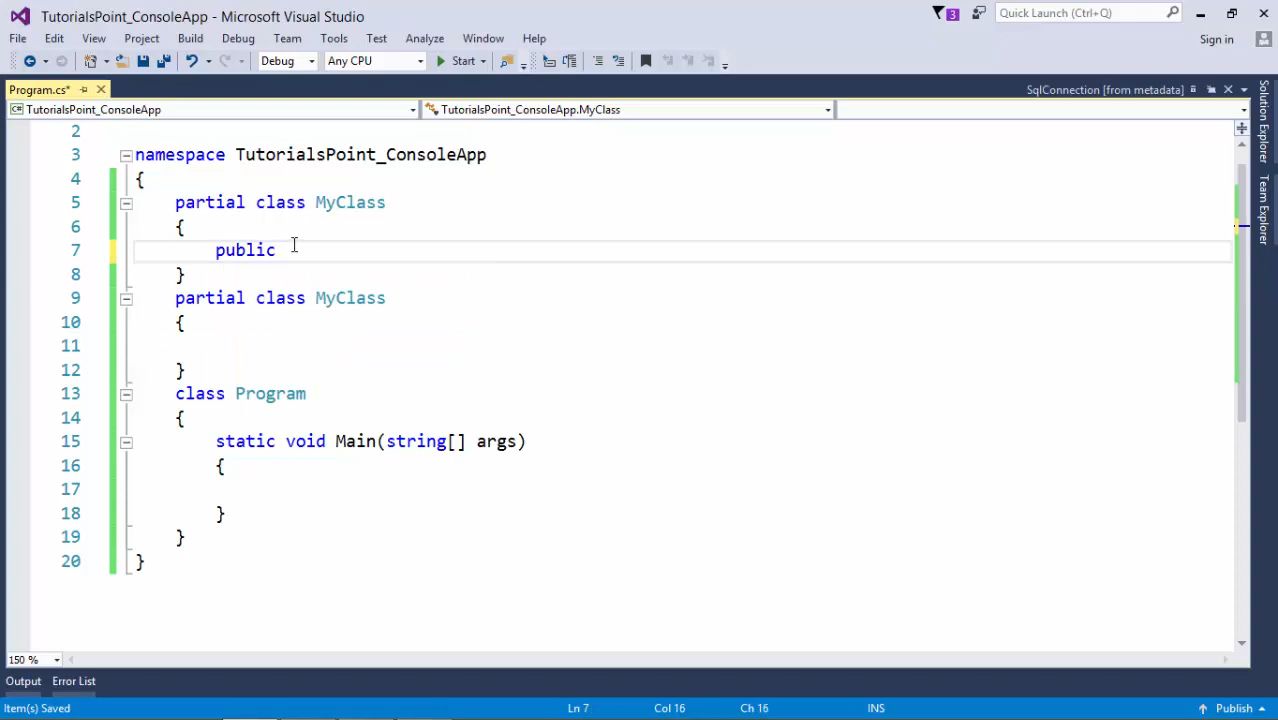 TutorialsPoint_ConsoleApp - Microsoft Visual Studio
3
Quick Launch (Ctrl+Q)
File Edit View Project Build Debug Team Tools Test Analyze Window Help
Sign in
Debug Any CPU Start
Program.cs*
SqlConnection [from metadata]
TutorialsPoint_ConsoleApp
TutorialsPoint_ConsoleApp.MyClass
2
3 namespace TutorialsPoint_ConsoleApp
4 {
5 partial class MyClass
6 {
7 public
8 }
9 partial class MyClass
10 {
11
12 }
13 class Program
14 {
15 static void Main(string[] args)
16 {
17
18 }
19 }
20 }
Solution Explorer
Team Explorer
150 %
Output Error List
Item(s) Saved Ln 7 Col 16 Ch 16 INS Publish